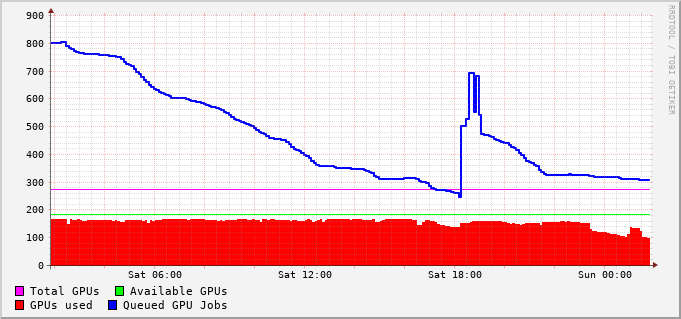 900
800
700
600
500
400
300
200
100
0
Sat 06:00 Sat 12:00 Sat 18:00 Sun 00:00
Total GPUs Available GPUs
GPUs used Queued GPU Jobs
RRDTOOL / TOBI OETIKER